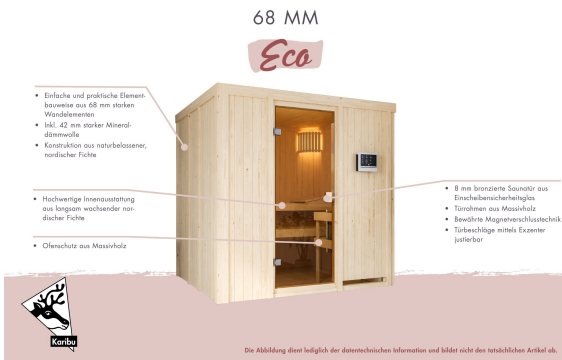 68 MM
Eco
• Einfache und praktische Element-
bauweise aus 68 mm starken
Wandelementen
• Inkl. 42 mm starker Mineral-
dämmwolle
• Konstruktion aus naturbelassener,
nordischer Fichte
• Hochwertige Innenausstattung
aus langsam wachsender nor-
discher Fichte
• Ofenschutz aus Massivholz
• 8 mm bronzierte Saunatür aus
Einscheibensicherheitsglas
• Türrahmen aus Massivholz
• Bewährte Magnetverschlusstechnik
• Türbeschläge mittels Exzenter
justierbar
Karibu
Die Abbildung dient lediglich der datentechnischen Information und bildet nicht den tatsächlichen Artikel ab.